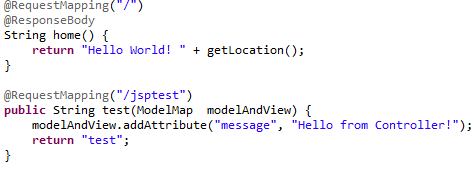 @RequestMapping("/")
@ResponseBody
String home() {
    return "Hello World! " + getLocation();
}

@RequestMapping("/jsptest")
public String test(ModelMap  modelAndView) {
    modelAndView.addAttribute("message", "Hello from Controller!");
    return "test";
}